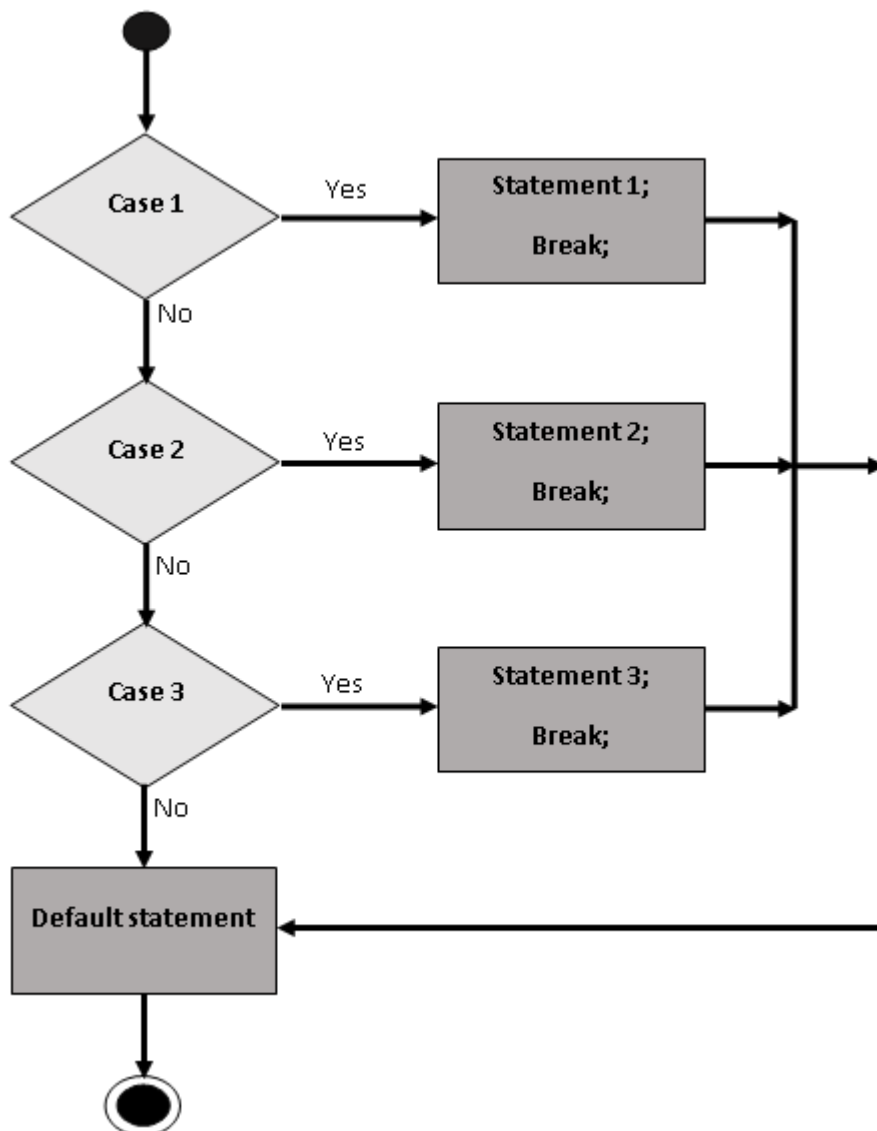 Case 1
Yes
Statement 1;
Break;
No
Case 2
Yes
Statement 2;
Break;
No
Case 3
Yes
Statement 3;
Break;
No
Default statement